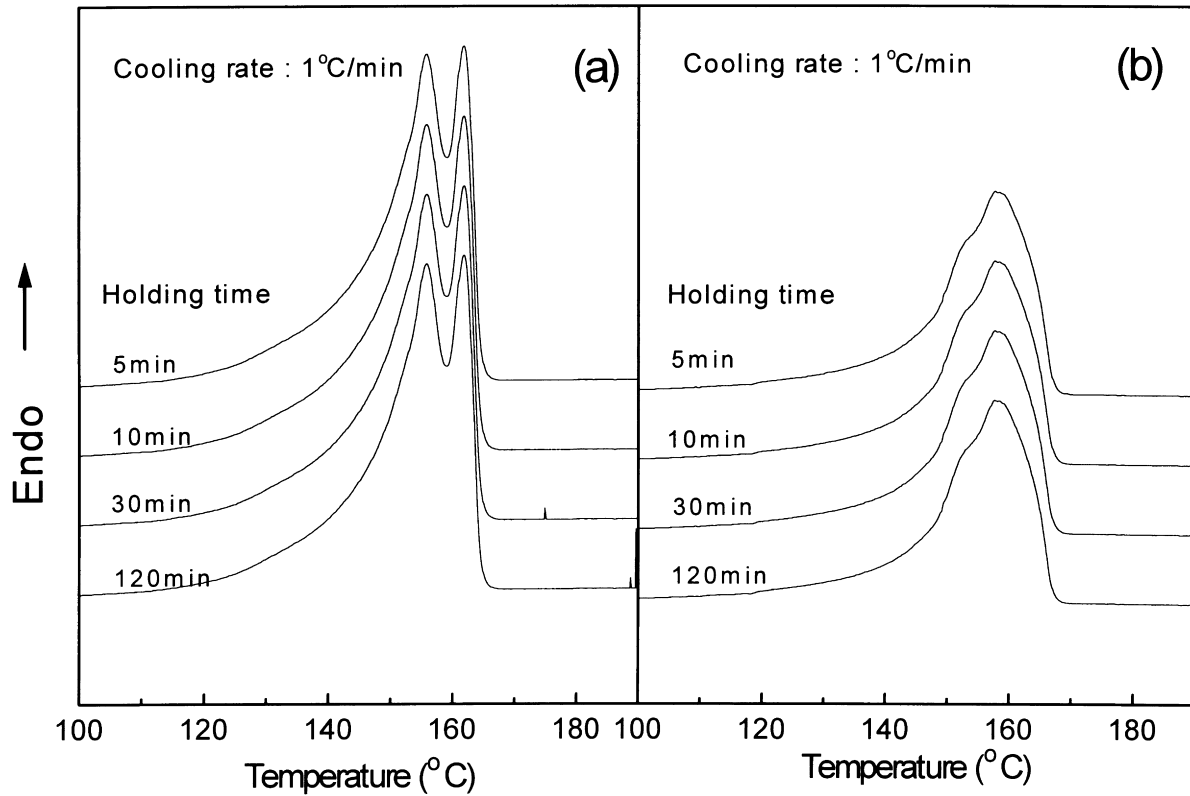 Cooling rate : 1°C/min
(a)
Holding time
5min
10min
30min
120min
Cooling rate : 1°C/min
(b)
Holding time
5min
10min
30min
120min
Endo
100 120 140 160 180 100 120 140 160 180
Temperature (°C)
Temperature (°C)